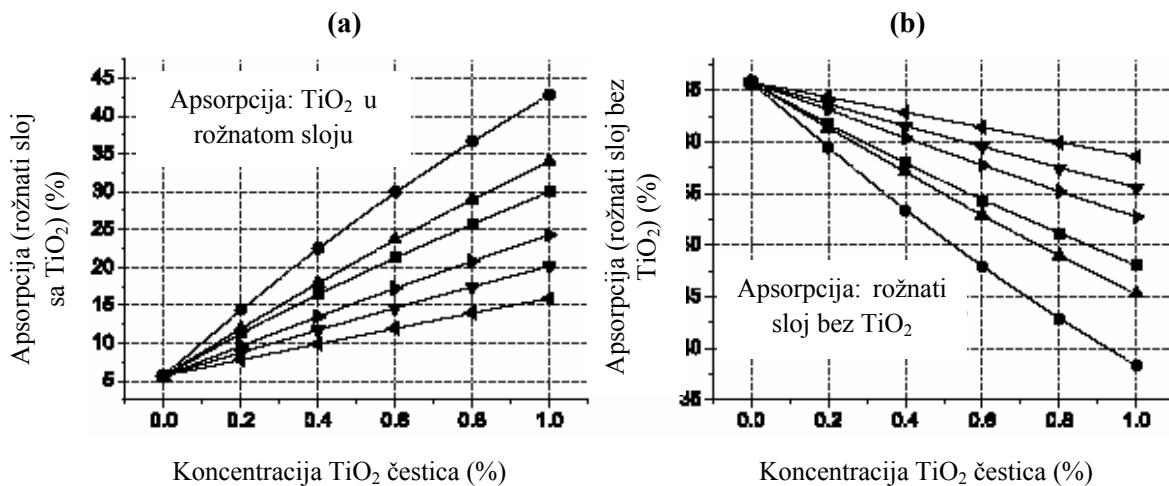 (a)
Apsorpcija: TiO2 u
rožnatom sloju
Apsorpcija (rožnati sloj
sa TiO2) (%)
45
40
35
30
25
20
15
10
5
0.0 0.2 0.4 0.6 0.8 1.0
Koncentracija TiO2 čestica (%)
(b)
Apsorpcija: rožnati
sloj bez TiO2
Apsorpcija (rožnati sloj bez
TiO2) (%)
45
40
0.0 0.2 0.4 0.6 0.8 1.0
Koncentracija TiO2 čestica (%)